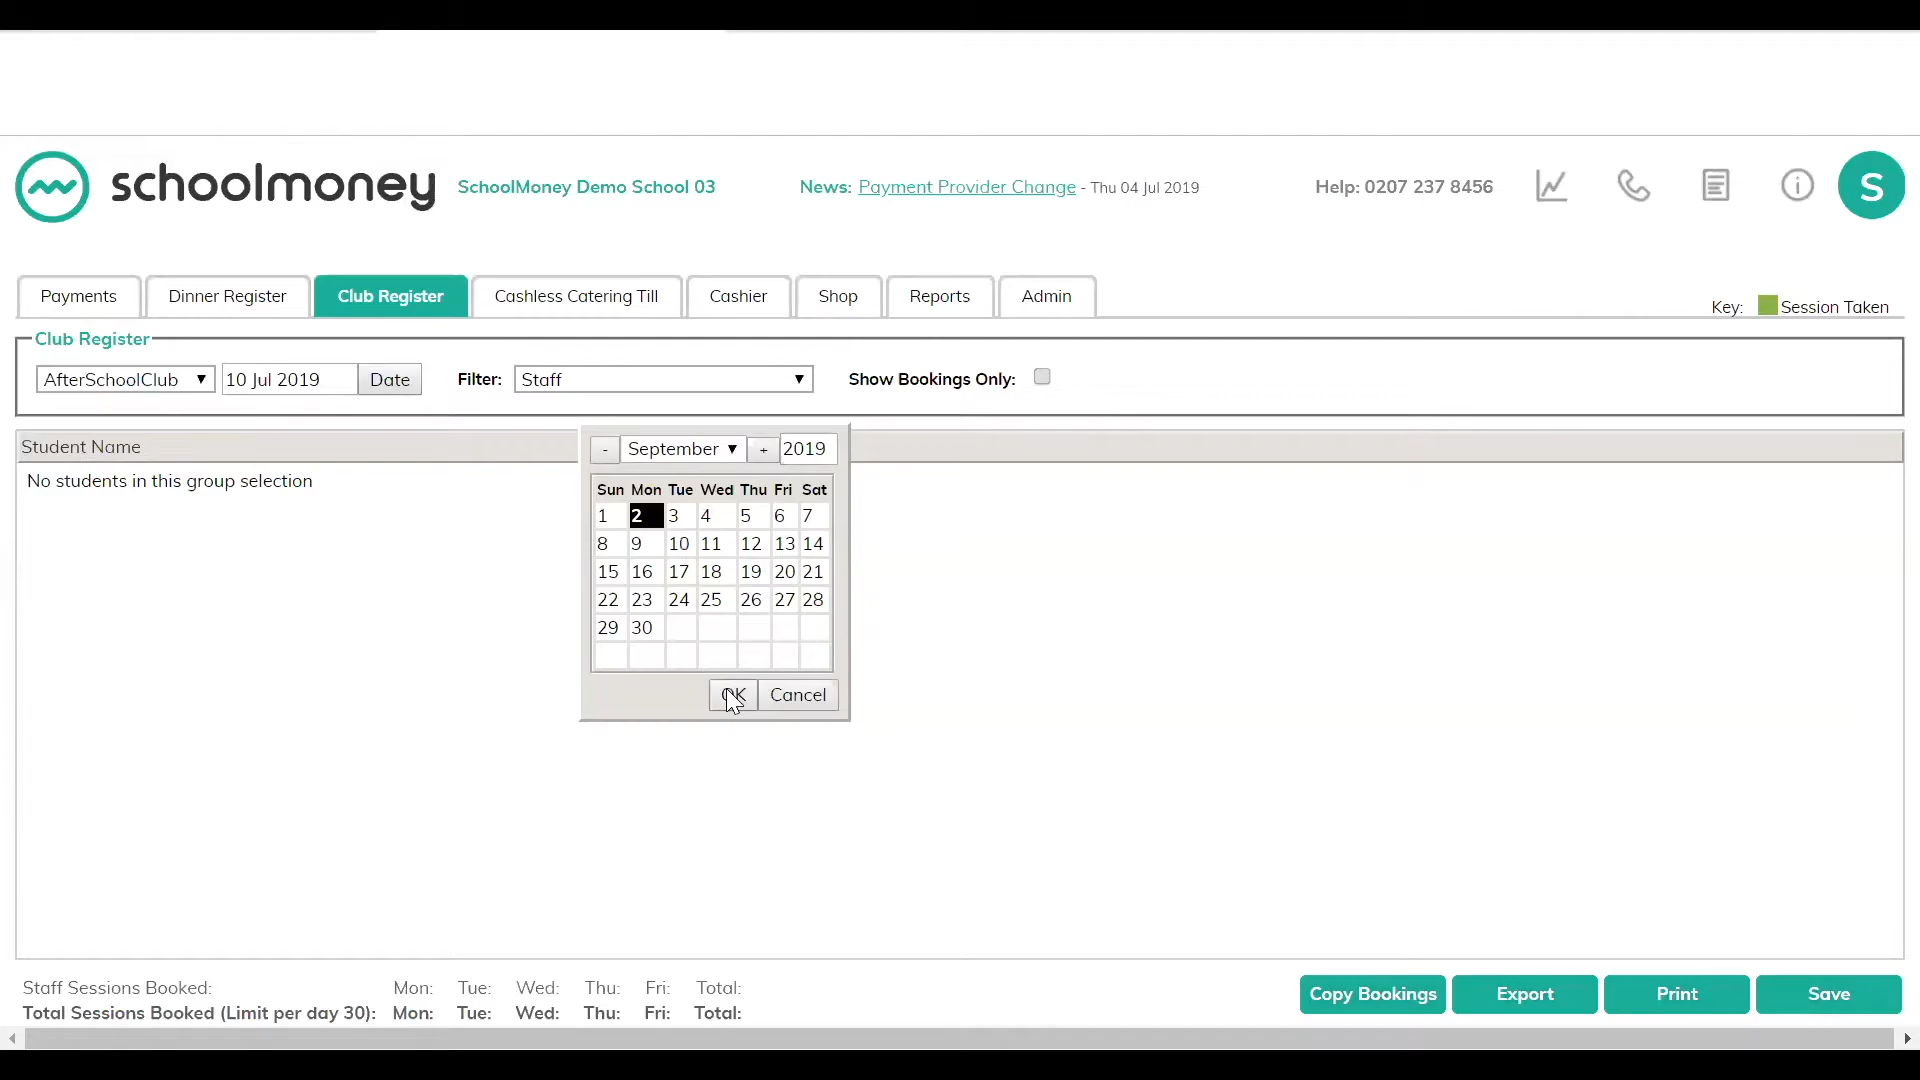 schoolmoney SchoolMoney Demo School 03 News: Payment Provider Change - Thu 04 Jul 2019 Help: 0207 237 8456 S
Payments Dinner Register Club Register Cashless Catering Till Cashier Shop Reports Admin Key: Session Taken
Club Register
AfterSchoolClub 10 Jul 2019 Date Filter: Staff Show Bookings Only:
Student Name
No students in this group selection
- September + 2019
Sun Mon Tue Wed Thu Fri Sat
1 2 3 4 5 6 7
8 9 10 11 12 13 14
15 16 17 18 19 20 21
22 23 24 25 26 27 28
29 30
OK Cancel
Staff Sessions Booked: Mon: Tue: Wed: Thu: Fri: Total:
Total Sessions Booked (Limit per day 30): Mon: Tue: Wed: Thu: Fri: Total:
Copy Bookings Export Print Save